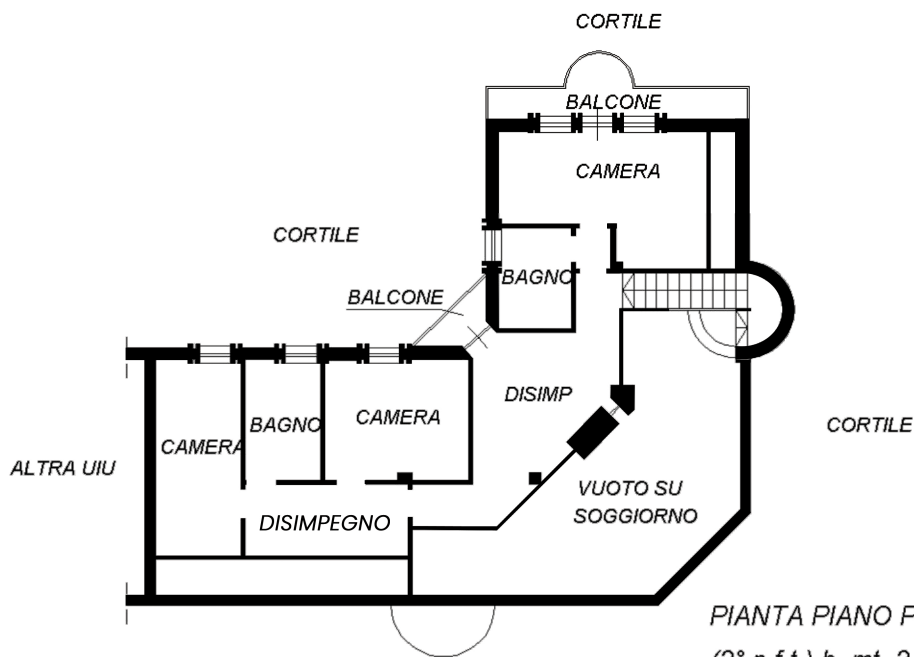 CORTILE
BALCONE
CAMERA
CORTILE
BAGNO
BALCONE
DISIMP
CAMERA
BAGNO
CAMERA
CORTILE
ALTRA UIU
VUOTO SU
SOGGIORNO
DISIMPEGNO
PIANTA PIANO P